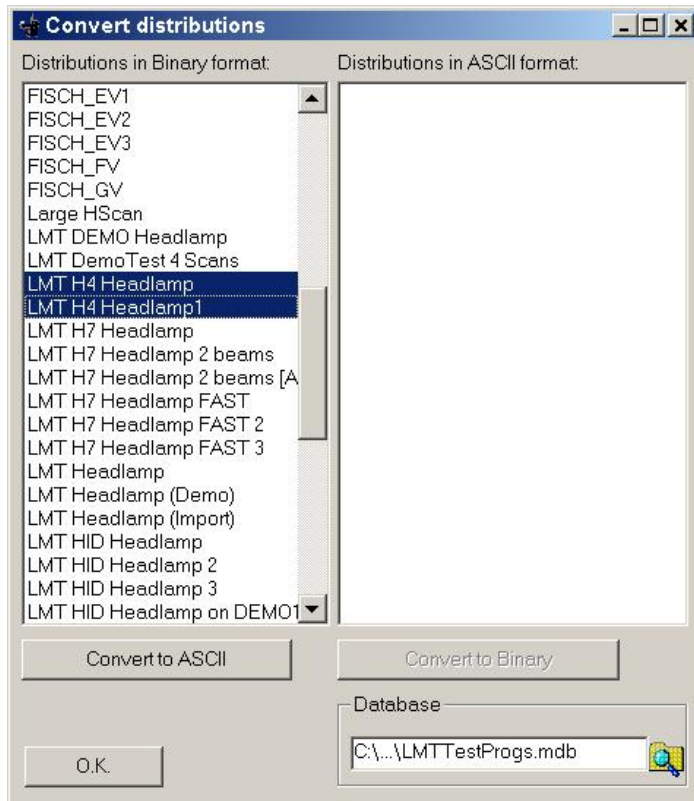 Convert distributions
Distributions in Binary format:
Distributions in ASCII format:
FISCH_EV1
FISCH_EV2
FISCH_EV3
FISCH_FV
FISCH_GV
Large HScan
LMT DEMO Headlamp
LMT DemoTest 4 Scans
LMT H4 Headlamp
LMT H4 Headlamp1
LMT H7 Headlamp
LMT H7 Headlamp 2 beams
LMT H7 Headlamp 2 beams [A
LMT H7 Headlamp FAST
LMT H7 Headlamp FAST 2
LMT H7 Headlamp FAST 3
LMT Headlamp
LMT Headlamp (Demo)
LMT Headlamp (Import)
LMT HID Headlamp
LMT HID Headlamp 2
LMT HID Headlamp 3
LMT HID Headlamp on DEMO1
Convert to ASCII
Convert to Binary
Database
C:\...\LMTTestProgs.mdb
O.K.